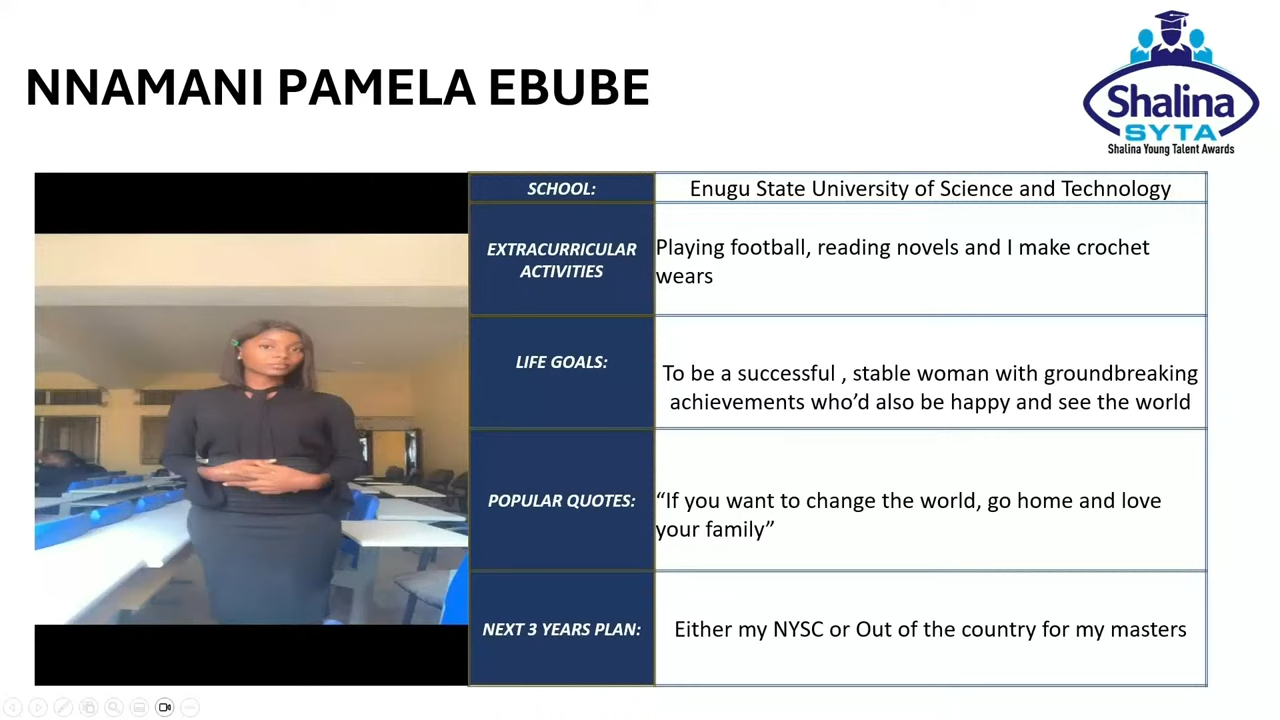 NNAMANI PAMELA EBUBE
Shalina
SYTA
Shalina Young Talent Awards
SCHOOL:
Enugu State University of Science and Technology
EXTRACURRICULAR
ACTIVITIES
Playing football, reading novels and I make crochet
wears
LIFE GOALS:
To be a successful , stable woman with groundbreaking
achievements who’d also be happy and see the world
POPULAR QUOTES:
“If you want to change the world, go home and love
your family”
NEXT 3 YEARS PLAN:
Either my NYSC or Out of the country for my masters